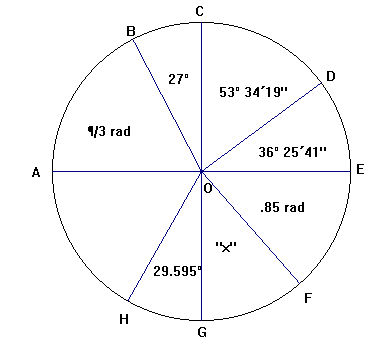 C
B
27°
53° 34´19"
D
¶/3 rad
36° 25´41"
A
E
O
.85 rad
"x"
29.595°
F
H
G